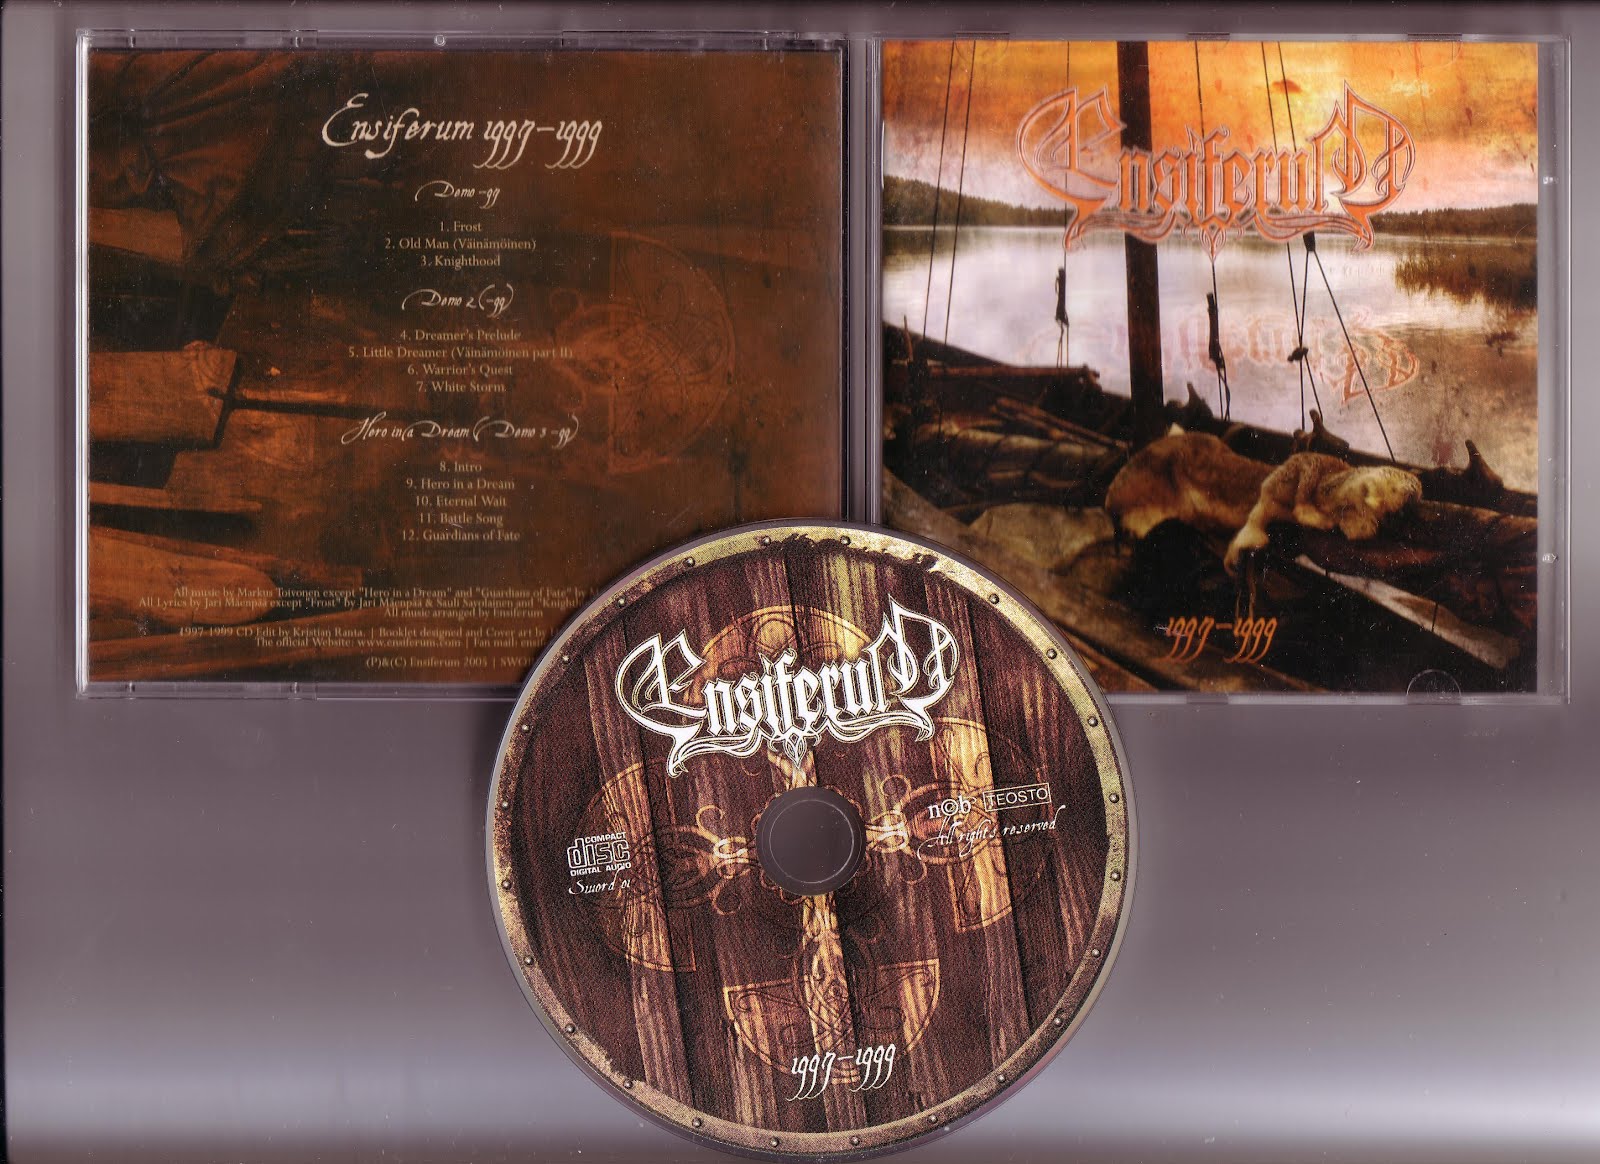 Ensiferum 1997-1999
Demo -97
1. Frost
2. Old Man (Väinämöinen)
3. Knighthood
Demo 2 (-99)
4. Dreamer's Prelude
5. Little Dreamer (Väinämöinen part II)
6. Warrior's Quest
7. White Storm
Hero in a Dream (Demo 3 -99)
8. Intro
9. Hero in a Dream
10. Eternal Wait
11. Battle Song
12. Guardians of Fate
All music by Markus Toivonen except "Hero in a Dream" and "Guardians of Fate" by
All Lyrics by Jari Mäenpää except "Frost" by Jari Mäenpää & Sauli Savolainen and
All music arranged by Ensiferum
1997-1999 CD Edit by Kristian Ranta. | Booklet designed and Cover art by
The official Website: www.ensiferum.com | Fan mail
(P)&(C) Ensiferum 2005 |
Ensiferum
1997-1999
Ensiferum
n©b
TEOSTO
All rights reserved
COMPACT
disc
DIGITAL AUDIO
Sword 01
1997-1999